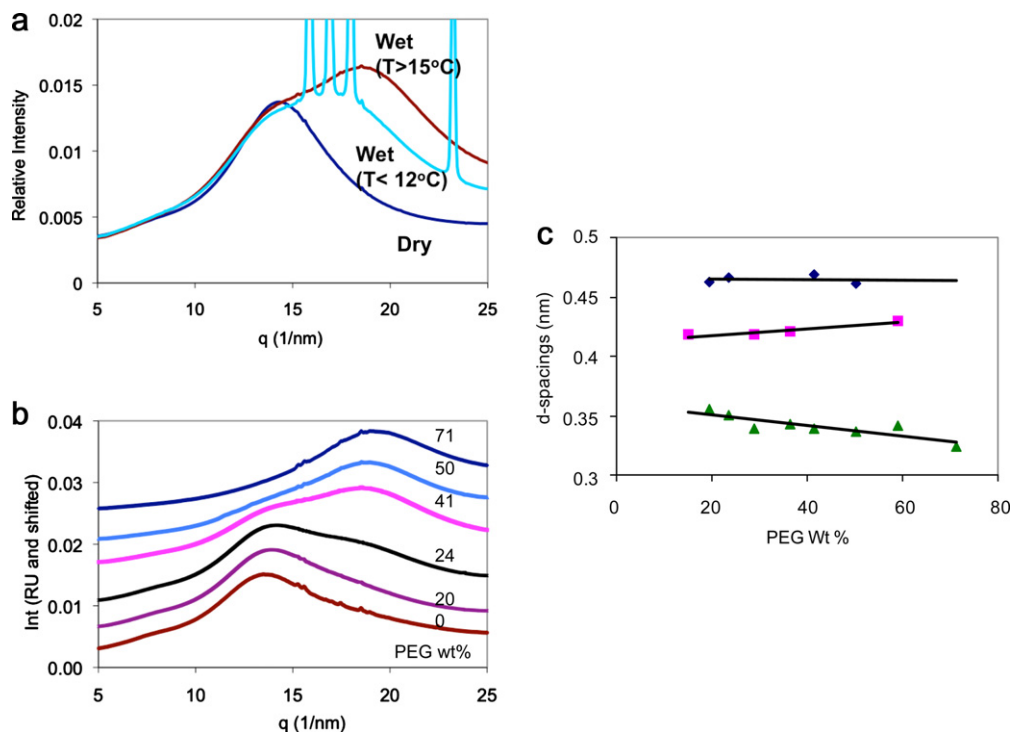 a
0.02
0.015
0.01
0.005
0
Relative Intensity
Wet
(T>15°C)
Wet
(T< 12°C)
Dry
5
10
15
20
25
q (1/nm)
b
0.04
0.03
0.02
0.01
0.00
Int (RU and shifted)
71
50
41
24
20
0
PEG wt%
5
10
15
20
25
q (1/nm)
c
0.5
0.45
0.4
0.35
0.3
d-spacings (nm)
0
20
40
60
80
PEG Wt %